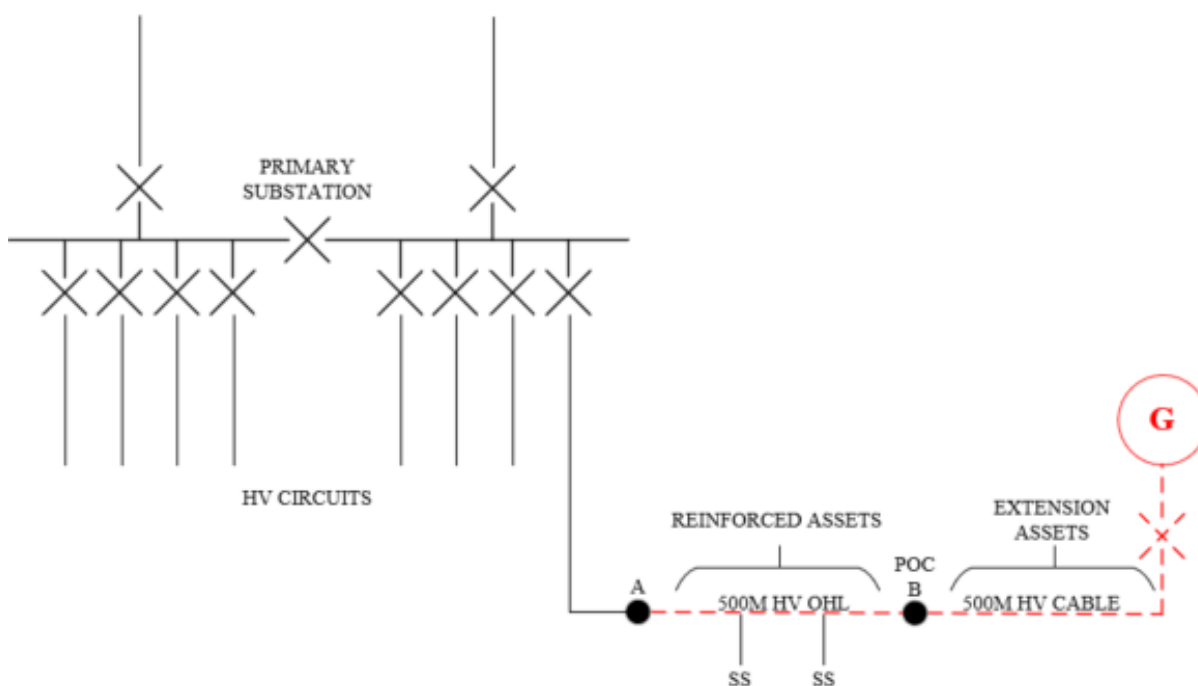 PRIMARY
SUBSTATION
HV CIRCUITS
G
REINFORCED ASSETS
EXTENSION
ASSETS
A
POC
B
500M HV OHL
500M HV CABLE
SS
SS